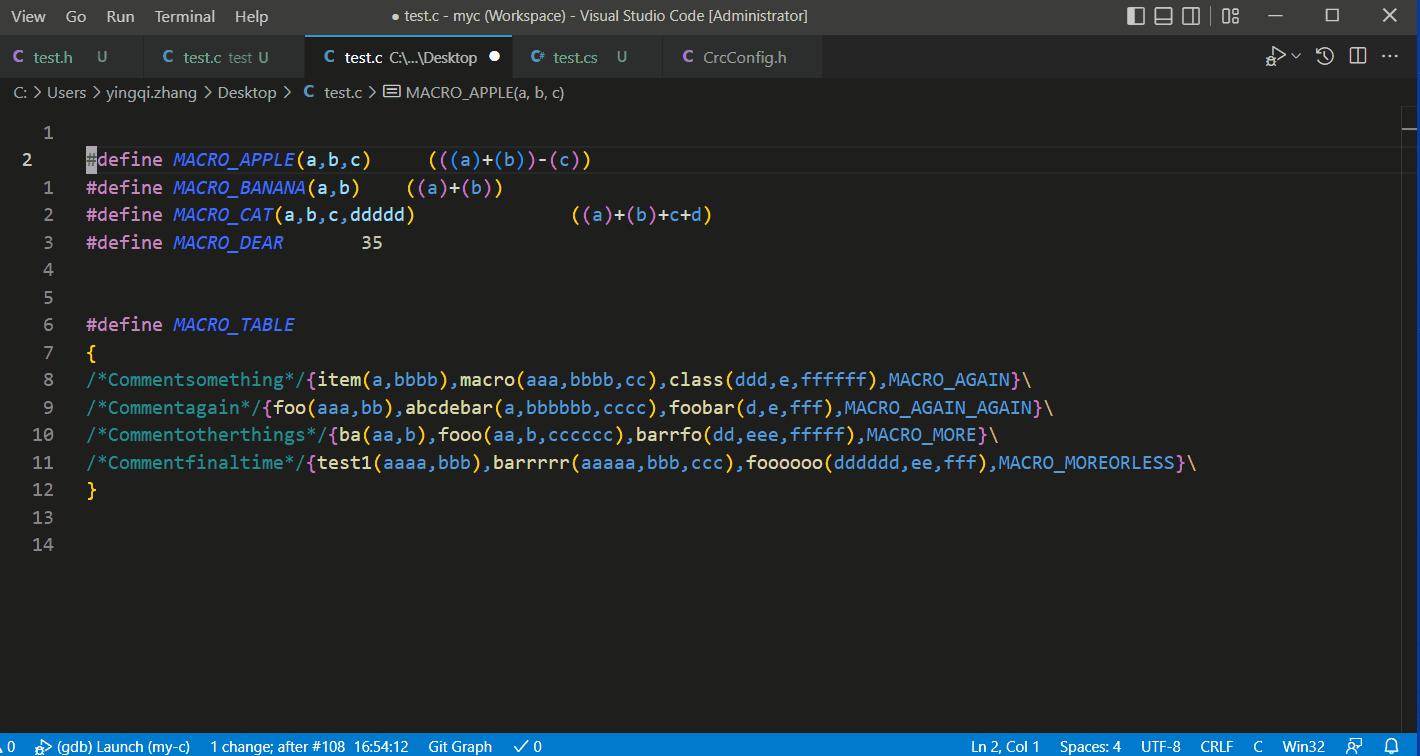 View Go Run Terminal Help ● test.c - myc (Workspace) - Visual Studio Code [Administrator]
C test.h U C test.c test U C test.c C:\...\Desktop ● C# test.cs U C CrcConfig.h
C: > Users > yingqi.zhang > Desktop > C test.c > MACRO_APPLE(a, b, c)
1
2 #define MACRO_APPLE(a,b,c) (((a)+(b))-(c))
1 #define MACRO_BANANA(a,b) ((a)+(b))
2 #define MACRO_CAT(a,b,c,ddddd) ((a)+(b)+c+d)
3 #define MACRO_DEAR 35
4
5
6 #define MACRO_TABLE
7 {
8 /*Commentsomething*/{item(a,bbbb),macro(aaa,bbbb,cc),class(ddd,e,ffffff),MACRO_AGAIN}\
9 /*Commentagain*/{foo(aaa,bb),abcdebar(a,bbbbbb,cccc),foobar(d,e,fff),MACRO_AGAIN_AGAIN}\
10 /*Commentotherthings*/{ba(aa,b),fooo(aa,b,cccccc),barrfo(dd,eee,fffff),MACRO_MORE}\
11 /*Commentfinaltime*/{test1(aaaa,bbb),barrrrr(aaaaa,bbb,ccc),foooooo(dddddd,ee,fff),MACRO_MOREORLESS}\
12 }
13
14
0 (gdb) Launch (my-c) 1 change; after #108 16:54:12 Git Graph ✓ 0 Ln 2, Col 1 Spaces: 4 UTF-8 CRLF C Win32